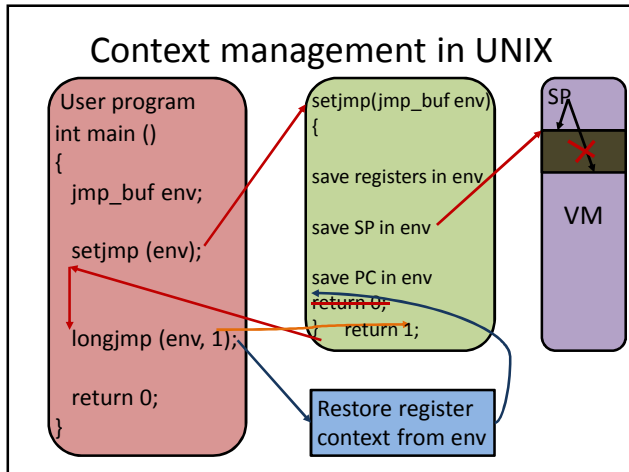 Context management in UNIX
User program
int main ()
{
jmp_buf env;
setjmp (env);
longjmp (env, 1);
return 0;
}
setjmp(jmp_buf env)
{
save registers in env
save SP in env
save PC in env
return 0;
} return 1;
Restore register
context from env
SP
VM